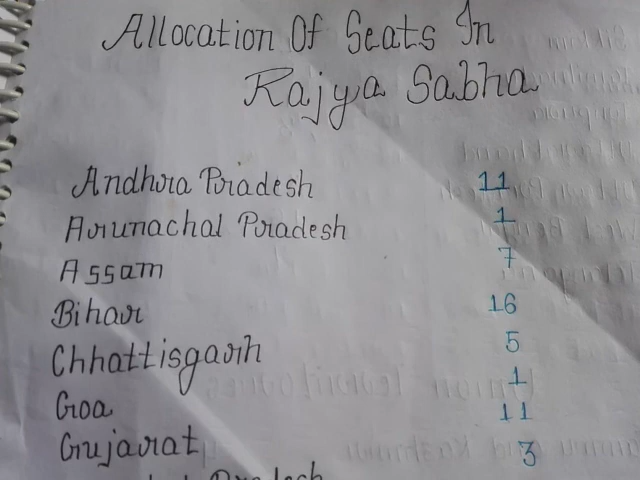 Allocation Of Seats In
Rajya Sabha
Andhra Pradesh 11
Arunachal Pradesh 1
Assam 7
Bihar 16
Chhattisgarh 5
Goa 1
Gujarat 11
Pradesh 3